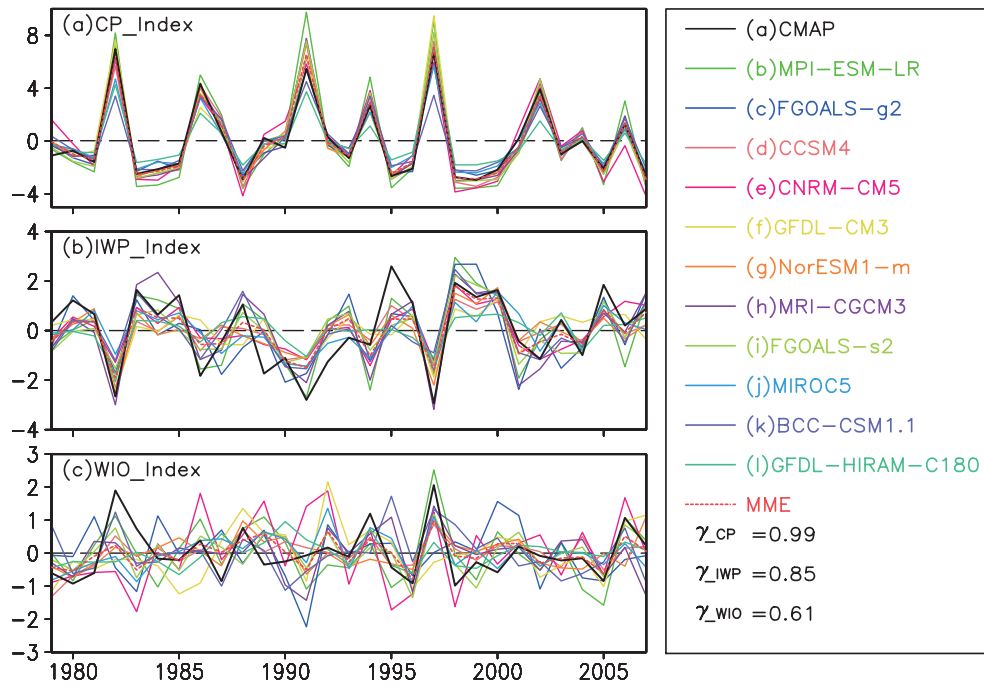 (a)CP_Index
8
4
0
−4
(b)IWP_Index
4
2
0
−2
−4
(c)WIO_Index
3
2
1
0
−1
−2
−3
1980 1985 1990 1995 2000 2005
(a)CMAP
(b)MPI−ESM−LR
(c)FGOALS−g2
(d)CCSM4
(e)CNRM−CM5
(f)GFDL−CM3
(g)NorESM1−m
(h)MRI−CGCM3
(i)FGOALS−s2
(j)MIROC5
(k)BCC−CSM1.1
(l)GFDL−HIRAM−C180
MME
γ_CP =0.99
γ_IWP =0.85
γ_WIO =0.61